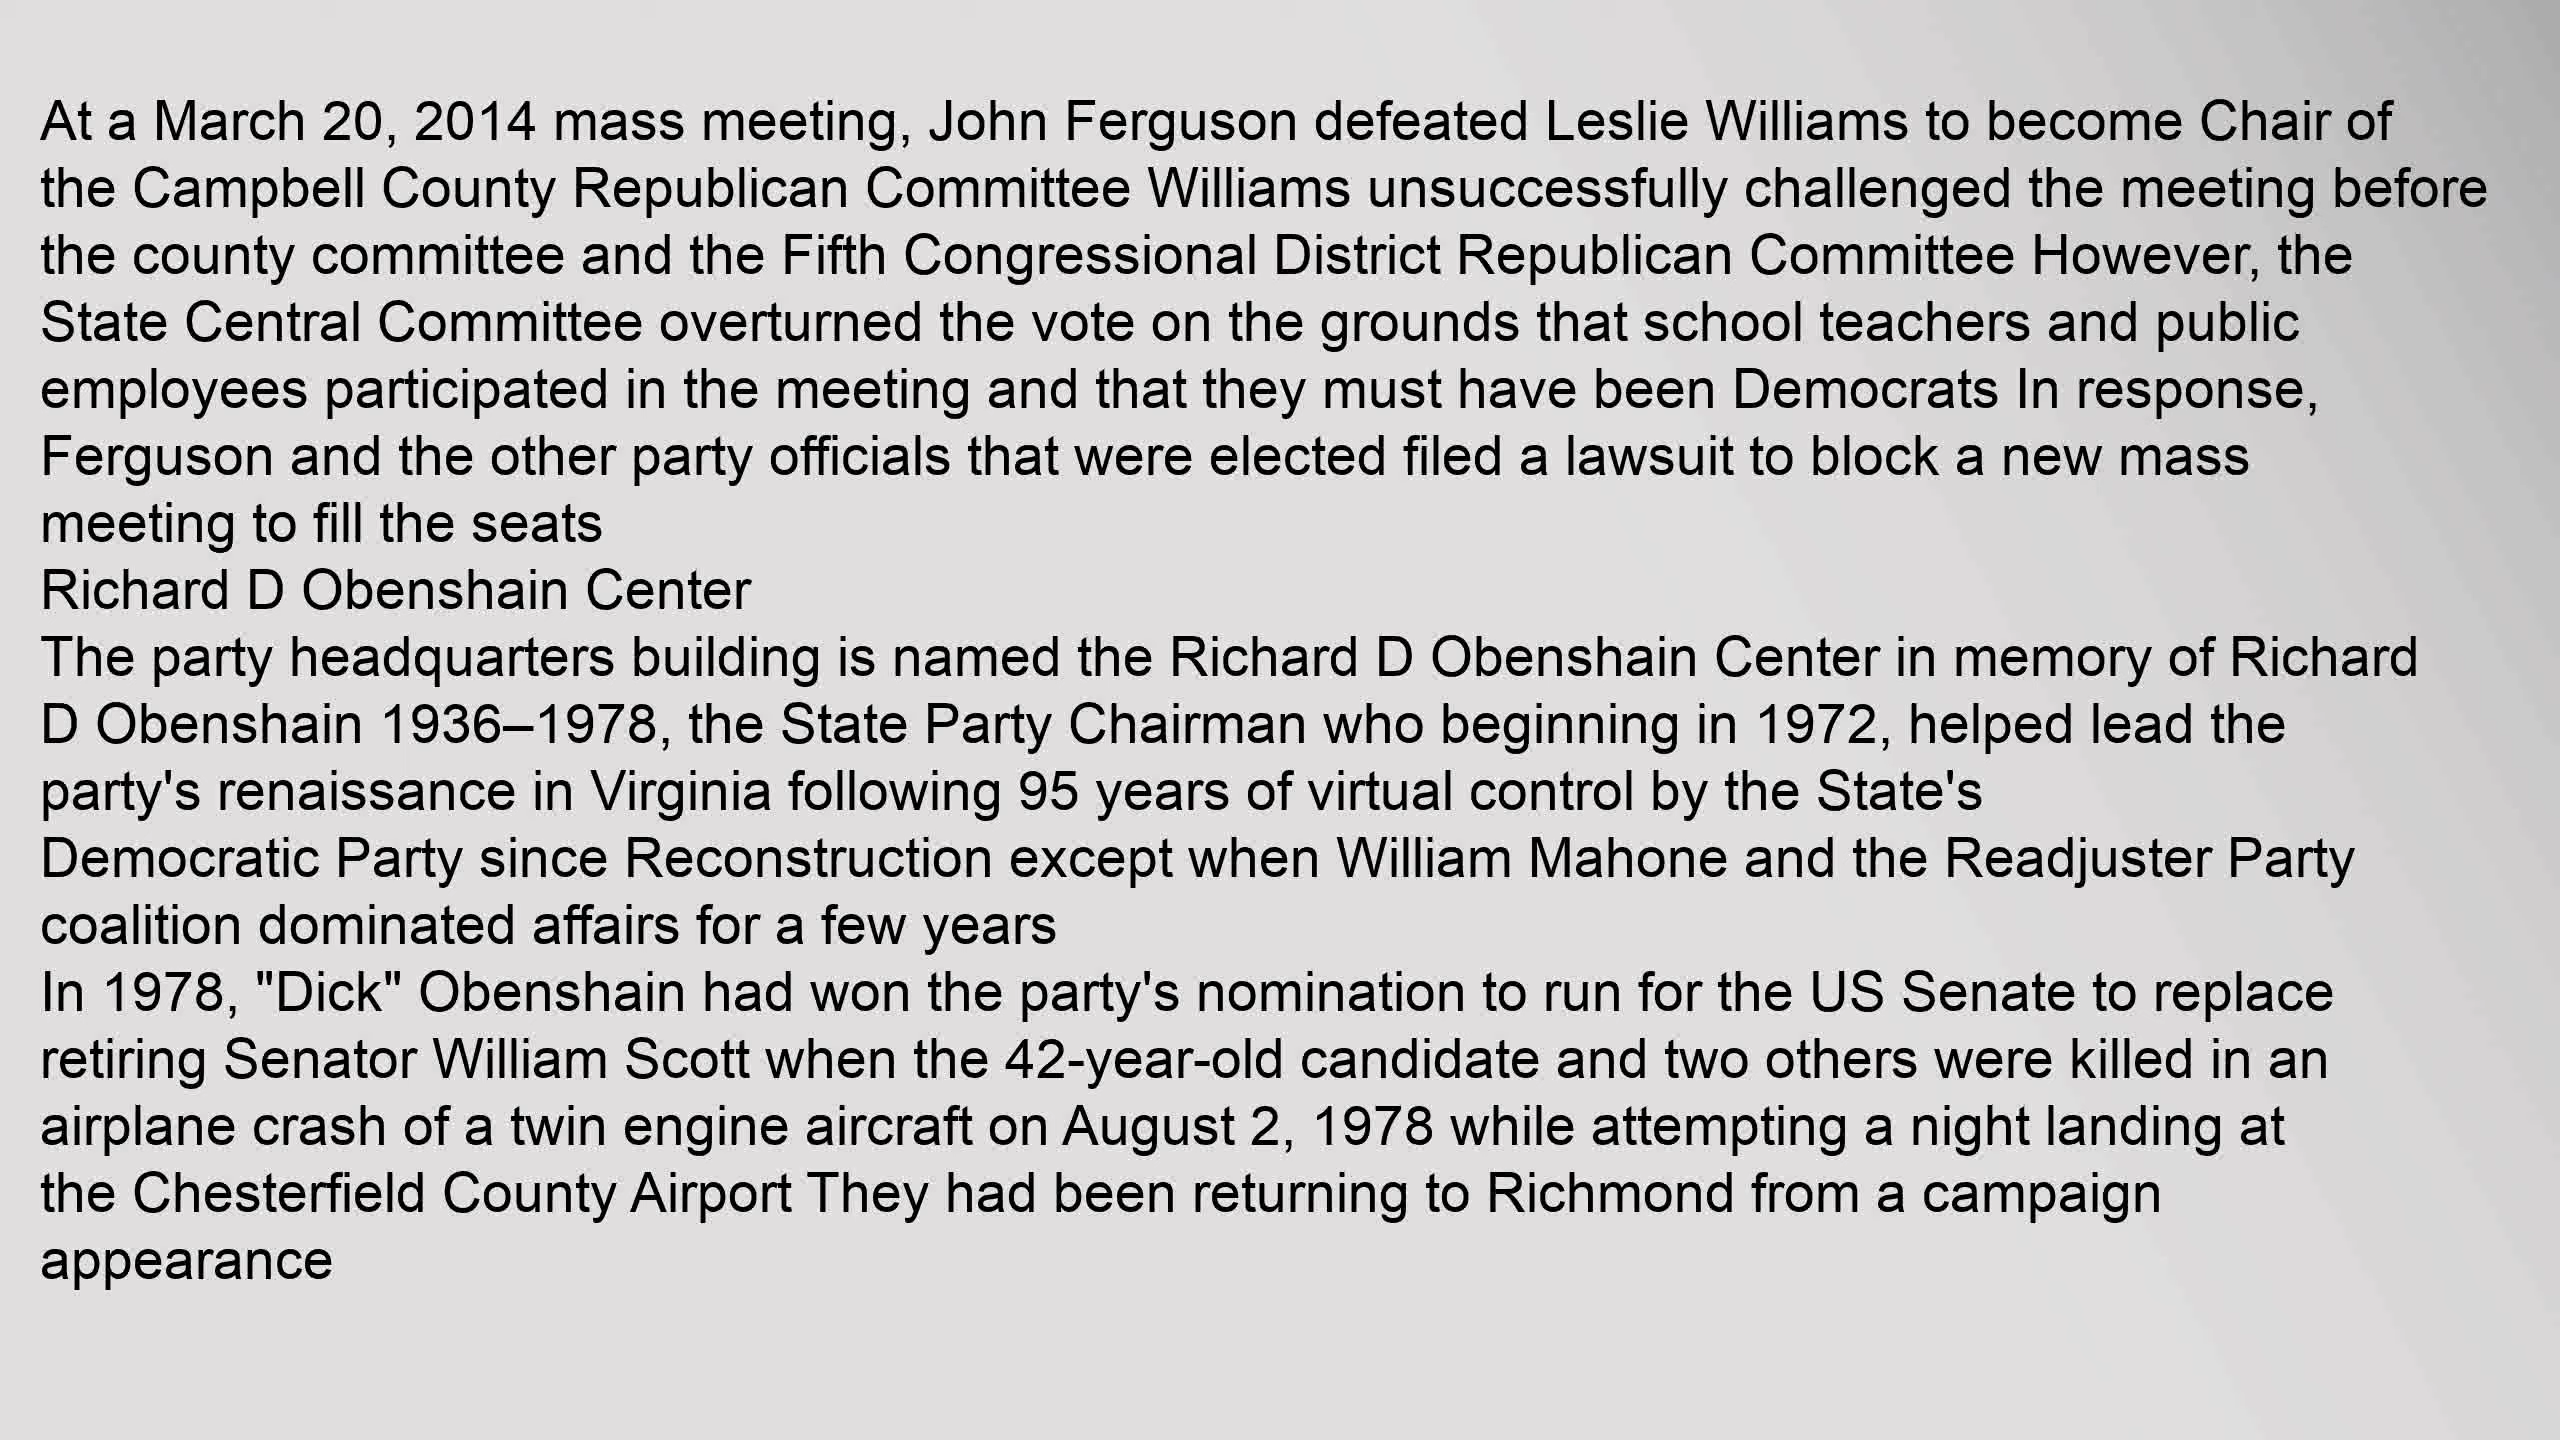 At a March 20, 2014 mass meeting, John Ferguson defeated Leslie Williams to become Chair of
the Campbell County Republican Committee Williams unsuccessfully challenged the meeting before
the county committee and the Fifth Congressional District Republican Committee However, the
State Central Committee overturned the vote on the grounds that school teachers and public
employees participated in the meeting and that they must have been Democrats In response,
Ferguson and the other party officials that were elected filed a lawsuit to block a new mass
meeting to fill the seats
Richard D Obenshain Center
The party headquarters building is named the Richard D Obenshain Center in memory of Richard
D Obenshain 1936–1978, the State Party Chairman who beginning in 1972, helped lead the
party's renaissance in Virginia following 95 years of virtual control by the State's
Democratic Party since Reconstruction except when William Mahone and the Readjuster Party
coalition dominated affairs for a few years
In 1978, "Dick" Obenshain had won the party's nomination to run for the US Senate to replace
retiring Senator William Scott when the 42-year-old candidate and two others were killed in an
airplane crash of a twin engine aircraft on August 2, 1978 while attempting a night landing at
the Chesterfield County Airport They had been returning to Richmond from a campaign
appearance